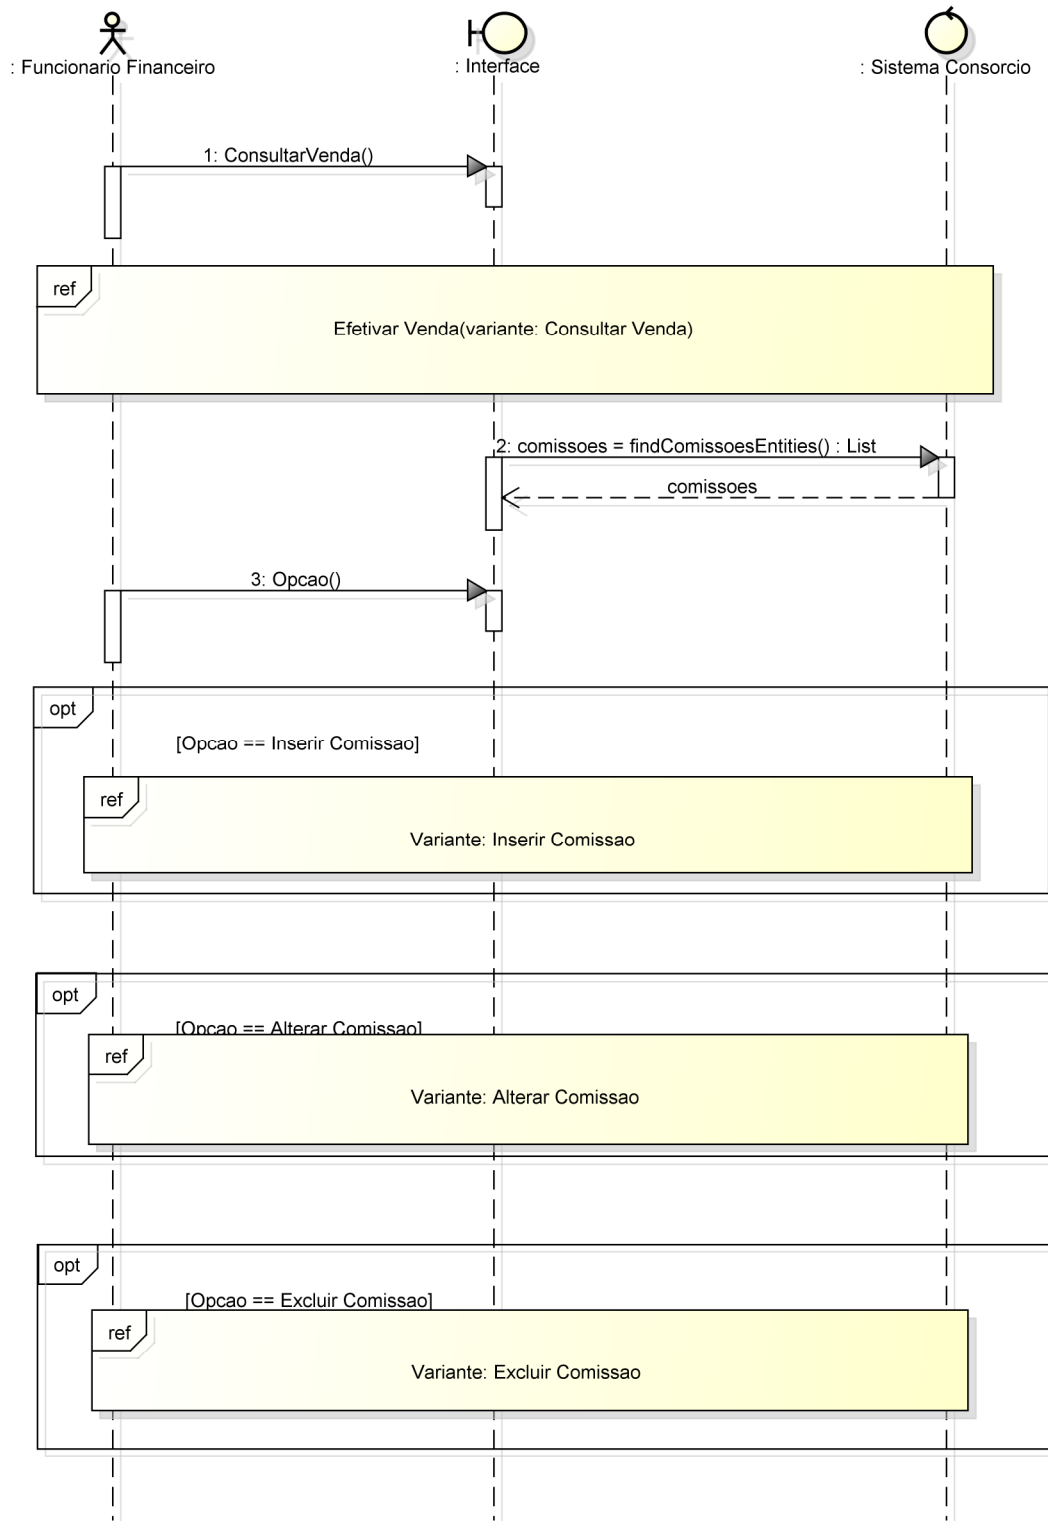 : Funcionario Financeiro
: Interface
: Sistema Consorcio
1: ConsultarVenda()
ref
Efetivar Venda(variante: Consultar Venda)
2: comissoes = findComissoesEntities() : List
comissoes
3: Opcao()
opt
[Opcao == Inserir Comissao]
ref
Variante: Inserir Comissao
opt
[Opcao == Alterar Comissao]
ref
Variante: Alterar Comissao
opt
[Opcao == Excluir Comissao]
ref
Variante: Excluir Comissao